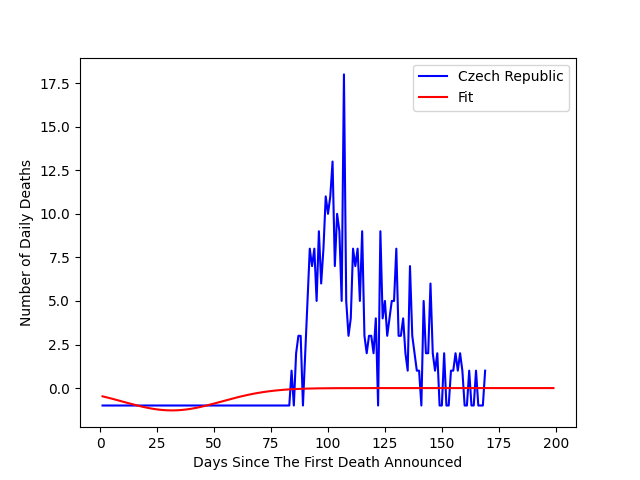 Czech Republic
Fit
17.5
15.0
12.5
10.0
7.5
5.0
2.5
0.0
Number of Daily Deaths
0 25 50 75 100 125 150 175 200
Days Since The First Death Announced